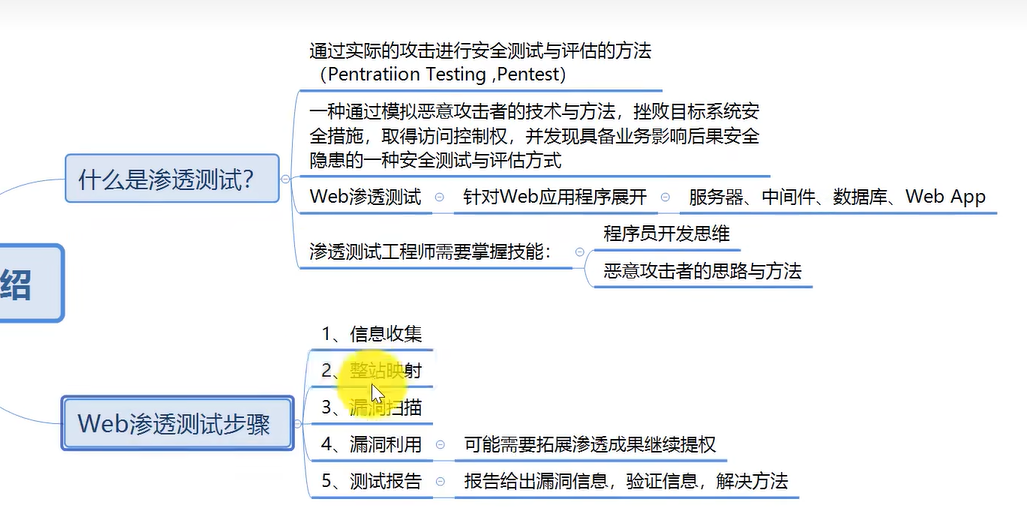 通过实际的攻击进行安全测试与评估的方法
（Pentratiion Testing ,Pentest）
一种通过模拟恶意攻击者的技术与方法，挫败目标系统安
全措施，取得访问控制权，并发现具备业务影响后果安全
隐患的一种安全测试与评估方式
什么是渗透测试？
Web渗透测试
针对Web应用程序展开
服务器、中间件、数据库、Web App
渗透测试工程师需要掌握技能：
程序员开发思维
恶意攻击者的思路与方法
绍
1、信息收集
2、整站映射
3、漏洞扫描
Web渗透测试步骤
4、漏洞利用
可能需要拓展渗透成果继续提权
5、测试报告
报告给出漏洞信息，验证信息，解决方法